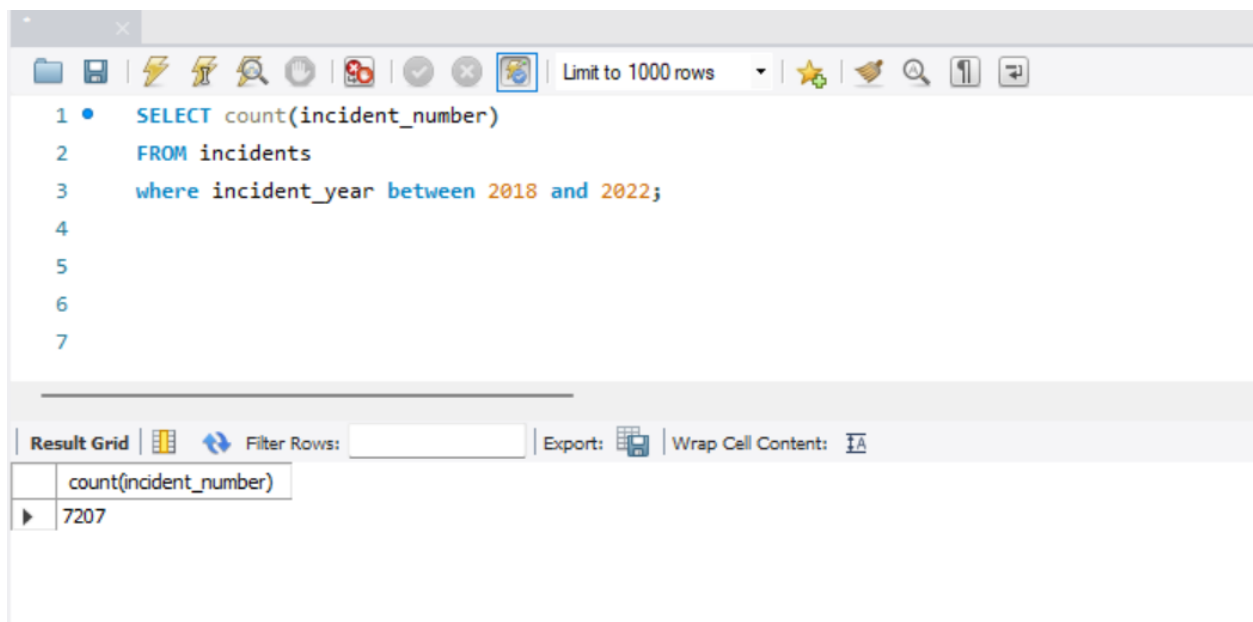 Limit to 1000 rows
1 SELECT count(incident_number)
2 FROM incidents
3 where incident_year between 2018 and 2022;
4
5
6
7
Result Grid Filter Rows: Export: Wrap Cell Content:
count(incident_number)
7207